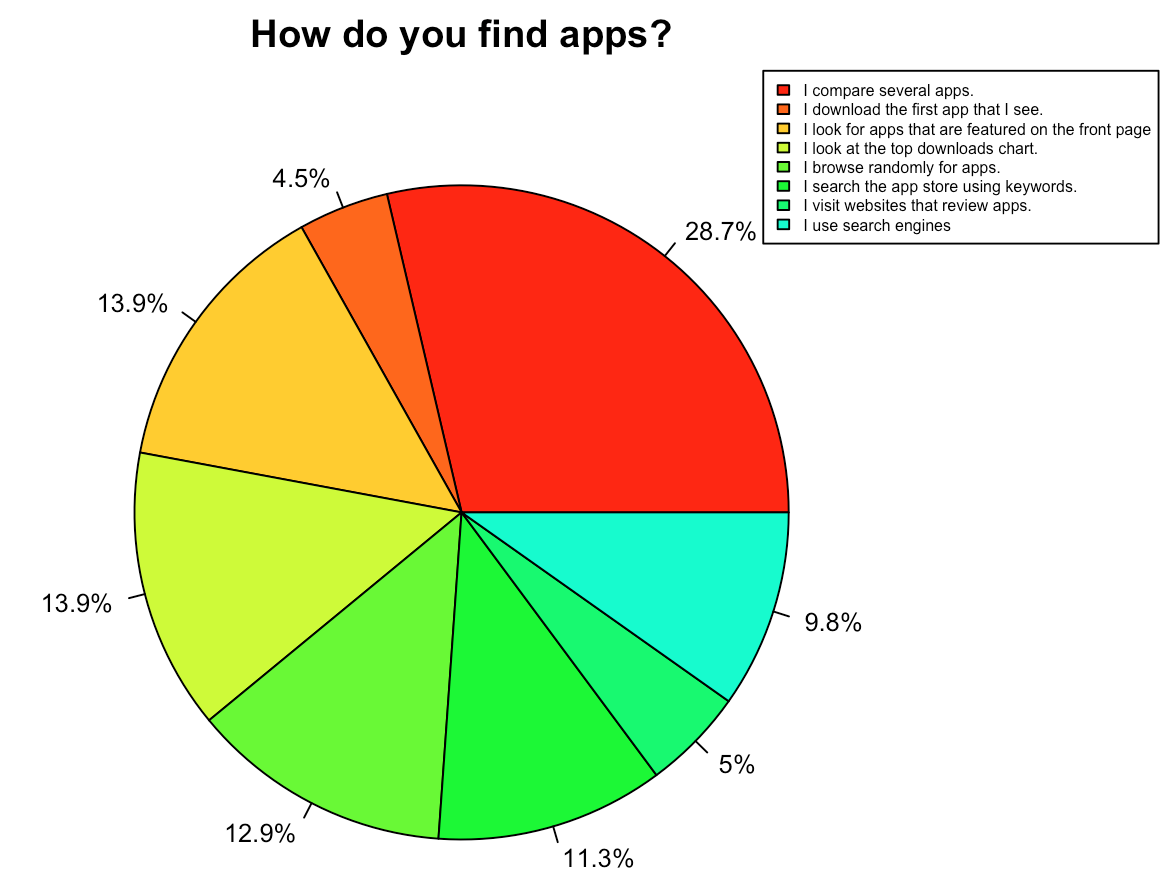 How do you find apps?
I compare several apps.
I download the first app that I see.
I look for apps that are featured on the front page
I look at the top downloads chart.
I browse randomly for apps.
I search the app store using keywords.
I visit websites that review apps.
I use search engines
4.5%
28.7%
13.9%
13.9%
9.8%
5%
12.9%
11.3%